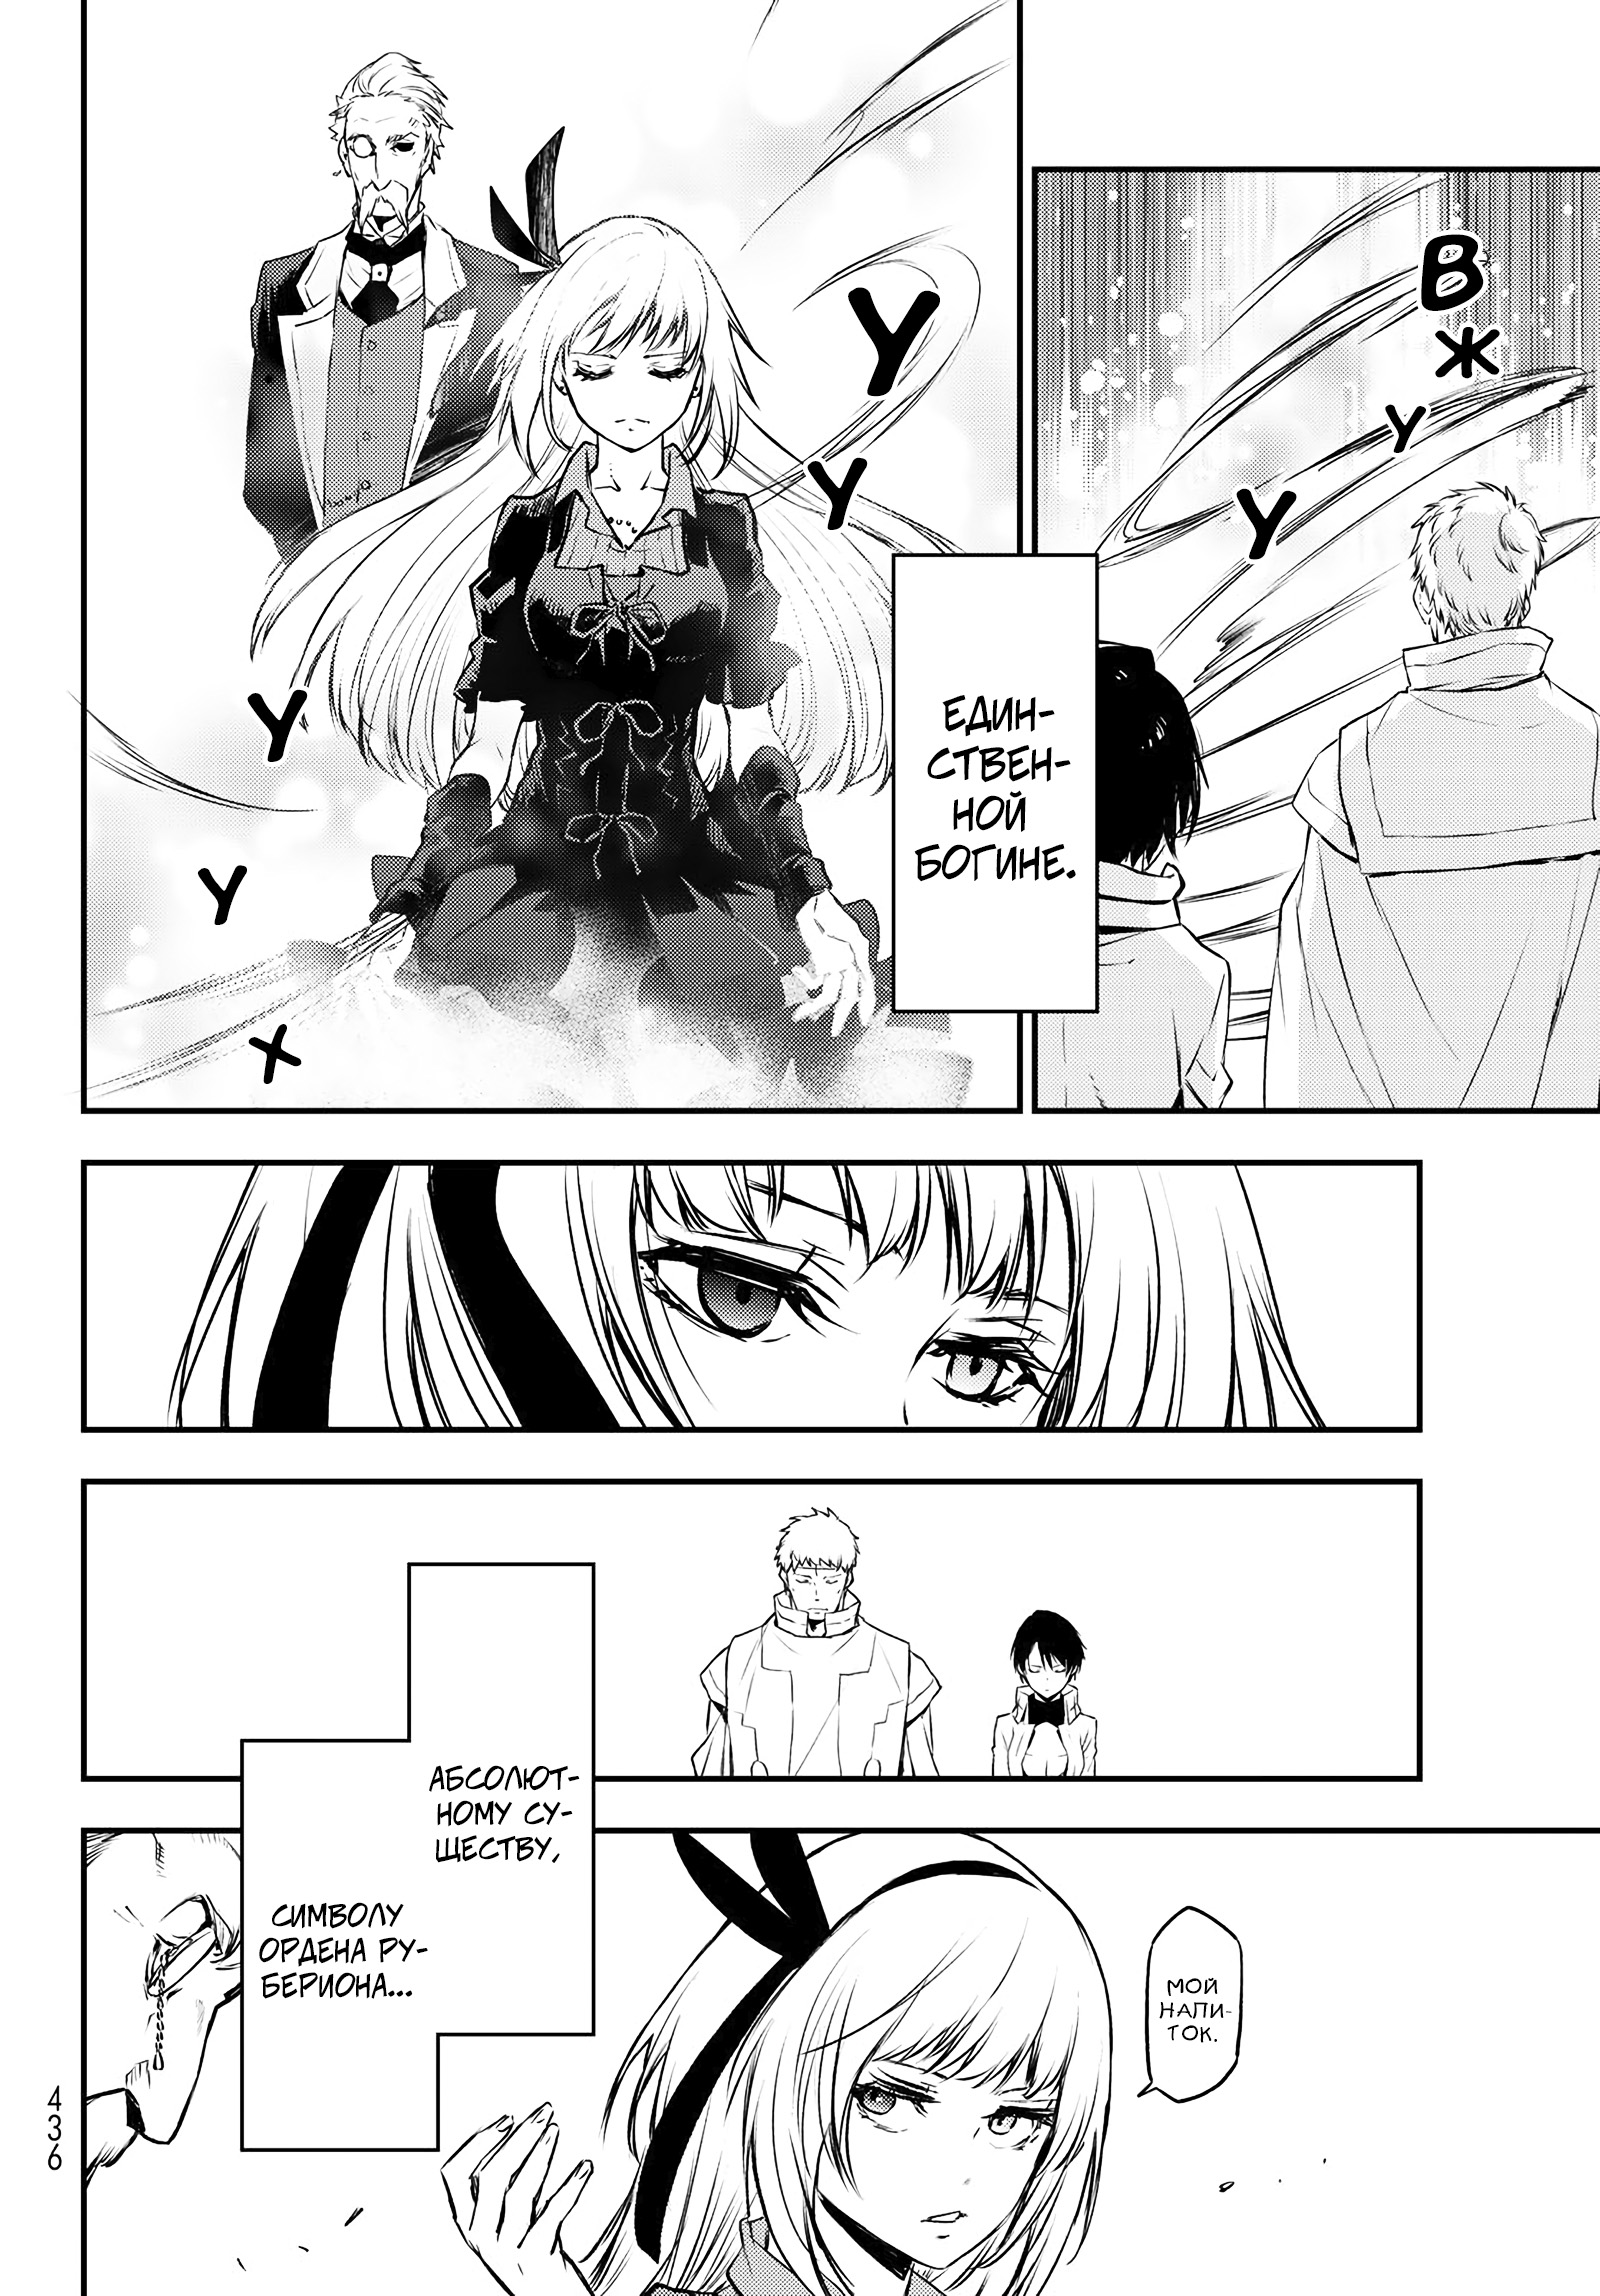 В
Ж
У
У
У
У
У
У
Х
ЕДИН-
СТВЕН-
НОЙ
БОГИНЕ.
АБСОЛЮТ-
НОМУ СУ-
ЩЕСТВУ,
СИМВОЛУ
ОРДЕНА РУ-
БЕРИОНА...
МОЙ
НАПИ-
ТОК.
436